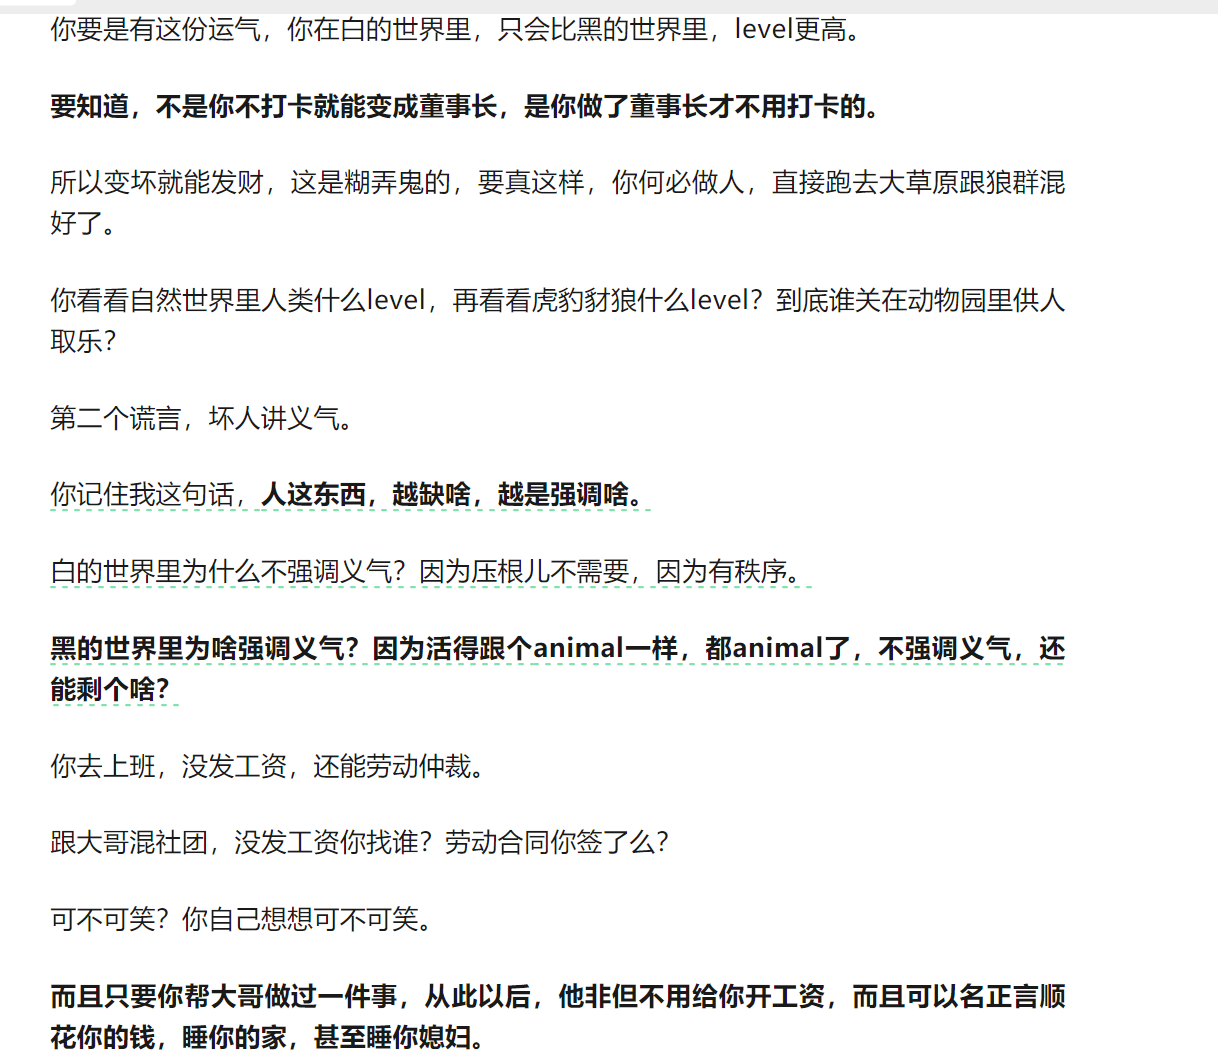 你要是有这份运气，你在白的世界里，只会比黑的世界里，level更高。
要知道，不是你不打卡就能变成董事长，是你做了董事长才不用打卡的。
所以变坏就能发财，这是糊弄鬼的，要真这样，你何必做人，直接跑去大草原跟狼群混
好了。
你看看自然世界里人类什么level，再看看虎豹豺狼什么level？到底谁关在动物园里供人
取乐？
第二个谎言，坏人讲义气。
你记住我这句话，人这东西，越缺啥，越是强调啥。
白的世界里为什么不强调义气？因为压根儿不需要，因为有秩序。
黑的世界里为啥强调义气？因为活得跟个animal一样，都animal了，不强调义气，还
能剩个啥？
你去上班，没发工资，还能劳动仲裁。
跟大哥混社团，没发工资你找谁？劳动合同你签了么？
可不可笑？你自己想想可不可笑。
而且只要你帮大哥做过一件事，从此以后，他非但不用给你开工资，而且可以名正言顺
花你的钱，睡你的家，甚至睡你媳妇。